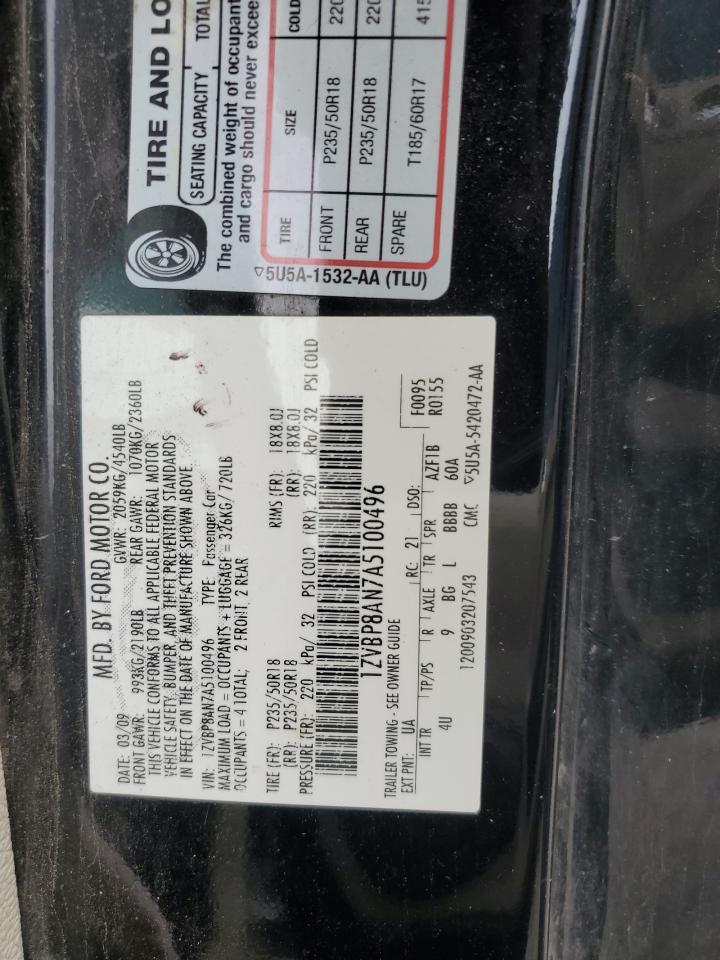 TIRE AND LO
SEATING CAPACITY TOTAL
The combined weight of occupant
and cargo should never excee
TIRE SIZE COLD
FRONT P235/50R18 220
REAR P235/50R18 220
SPARE T185/60R17 415
5U5A-1532-AA (TLU)
MFD. BY FORD MOTOR CO.
DATE: 03/09 GVWR: 2059KG/4540LB
FRONT GAWR: 993KG/2190LB REAR GAWR: 1070KG/2360LB
THIS VEHICLE CONFORMS TO ALL APPLICABLE FEDERAL MOTOR
VEHICLE SAFETY, BUMPER, AND THEFT PREVENTION STANDARDS
IN EFFECT ON THE DATE OF MANUFACTURE SHOWN ABOVE
VIN: 1ZVBP8AN7A5100496 TYPE: Passenger Car
MAXIMUM LOAD = OCCUPANTS + LUGGAGE = 326KG/720LB
OCCUPANTS = 4 TOTAL; 2 FRONT, 2 REAR
TIRE (FR): P235/50R18 RIMS (FR): 18X8.0J
(RR): P235/50R18 (RR): 18X8.0J
PRESSURE (FR): 220 kPa/ 32 PSI COLD (RR): 220 kPa/ 32 PSI COLD
1ZVBP8AN7A5100496
TRAILER TOWING - SEE OWNER GUIDE F0095
EXT PNT: UA RC: 21 DSO: R0155
INT TR TP/PS R AXLE TR SPR AZF1B
4U 9 BG L BBBB 60A
1200903207543 CMC 5U5A-5420472-AA